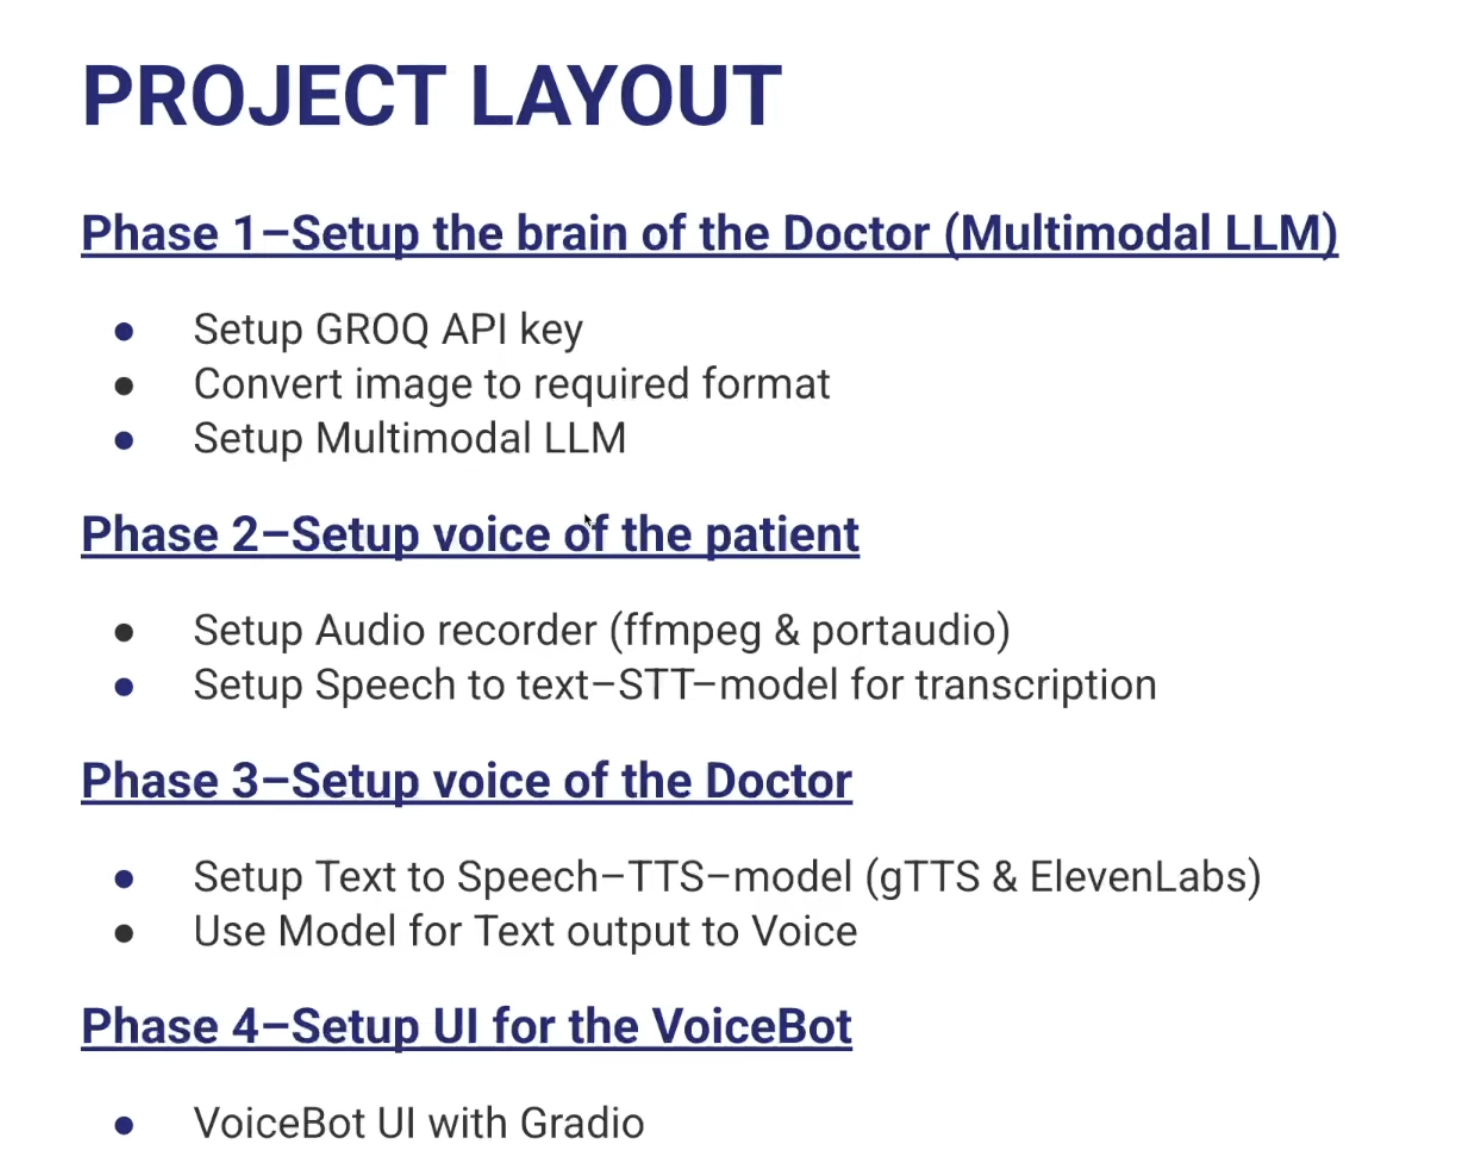 PROJECT LAYOUT
Phase 1–Setup the brain of the Doctor (Multimodal LLM)
● Setup GROQ API key
● Convert image to required format
● Setup Multimodal LLM
Phase 2–Setup voice of the patient
● Setup Audio recorder (ffmpeg & portaudio)
● Setup Speech to text–STT–model for transcription
Phase 3–Setup voice of the Doctor
● Setup Text to Speech–TTS–model (gTTS & ElevenLabs)
● Use Model for Text output to Voice
Phase 4–Setup UI for the VoiceBot
● VoiceBot UI with Gradio